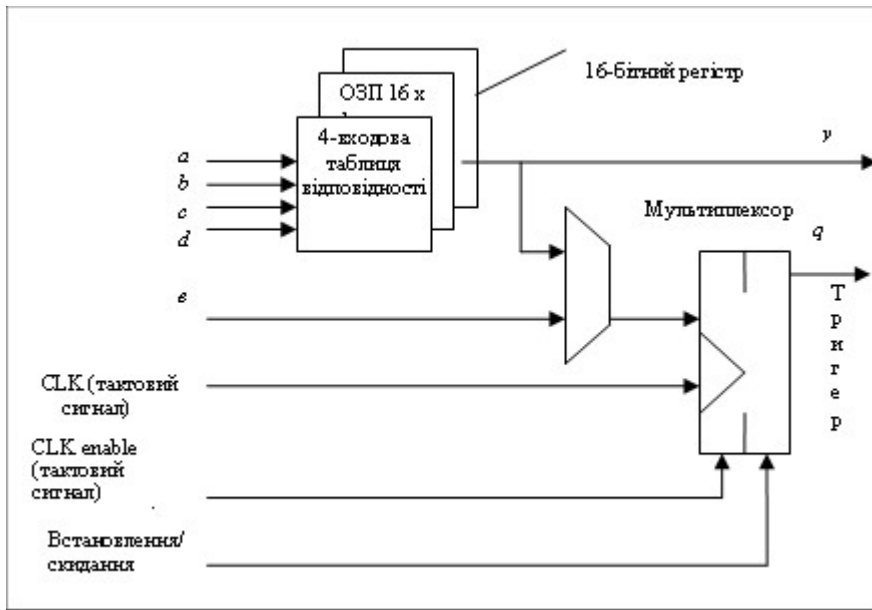 16-бітний регістр
ОЗП 16 x
4-входова
таблиця
відповідності
a
b
c
d
y
Мультиплексор
q
e
Тригер
CLK (тактовий
сигнал)
CLK enable
(тактовий
сигнал)
Встановлення/
скидання